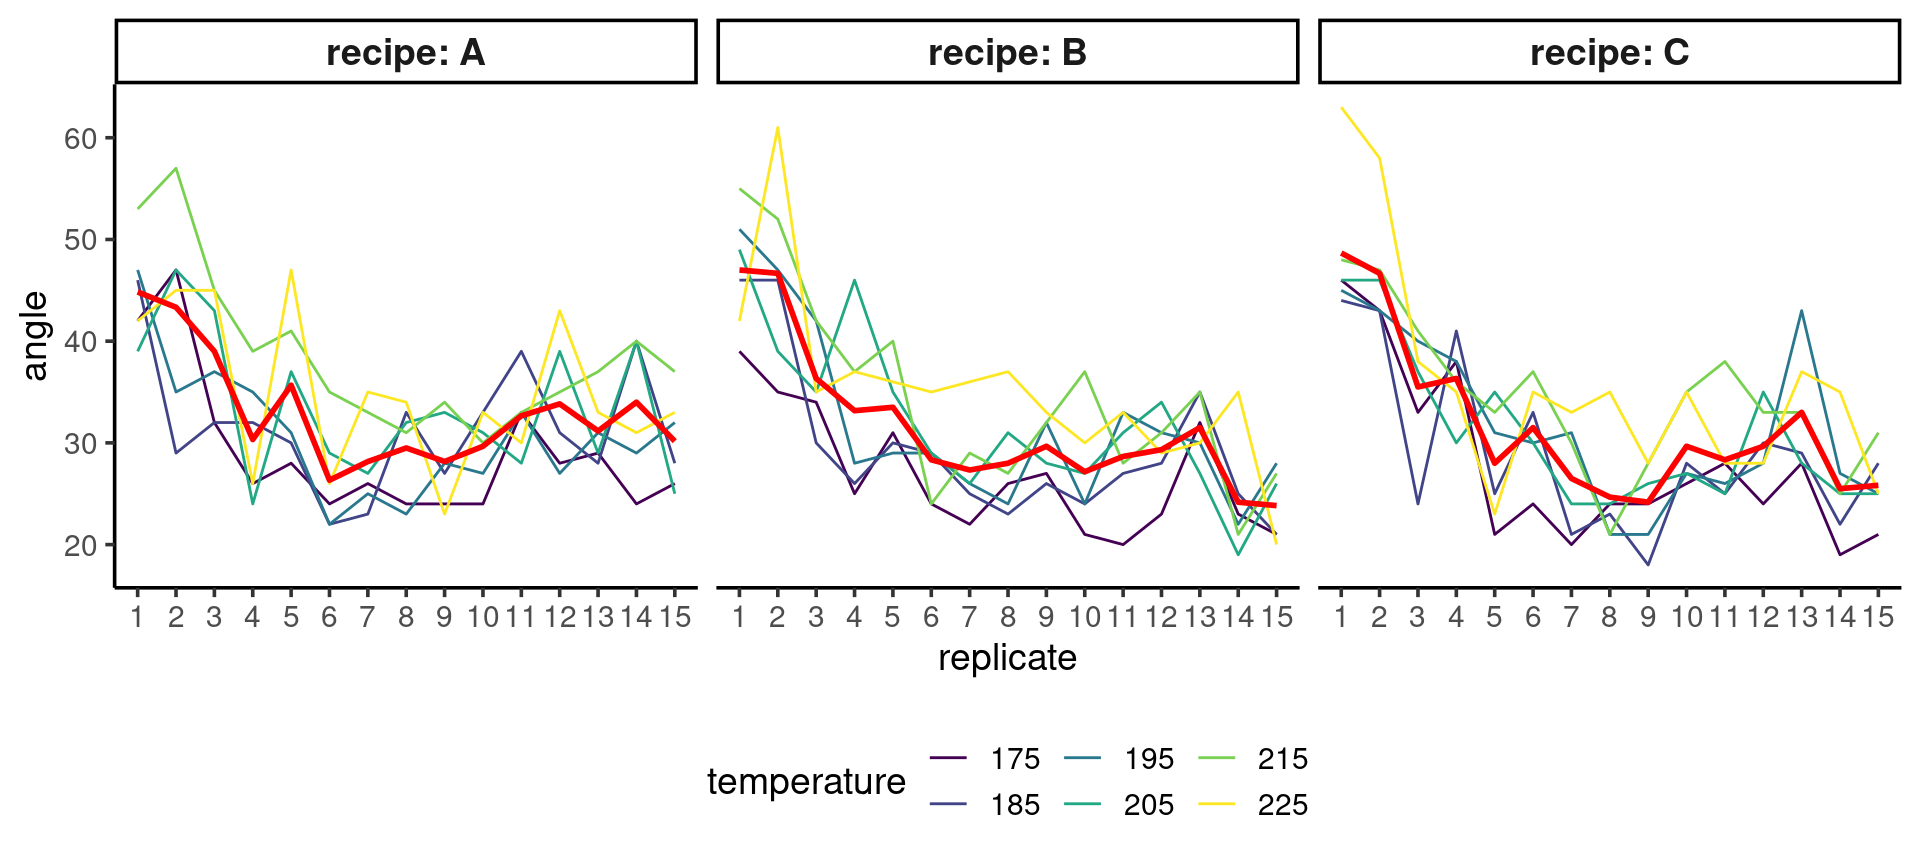 recipe: A
recipe: B
recipe: C
angle
60
50
40
30
20
1 2 3 4 5 6 7 8 9 10 11 12 13 14 15
1 2 3 4 5 6 7 8 9 10 11 12 13 14 15
1 2 3 4 5 6 7 8 9 10 11 12 13 14 15
replicate
temperature
175 195 215
185 205 225